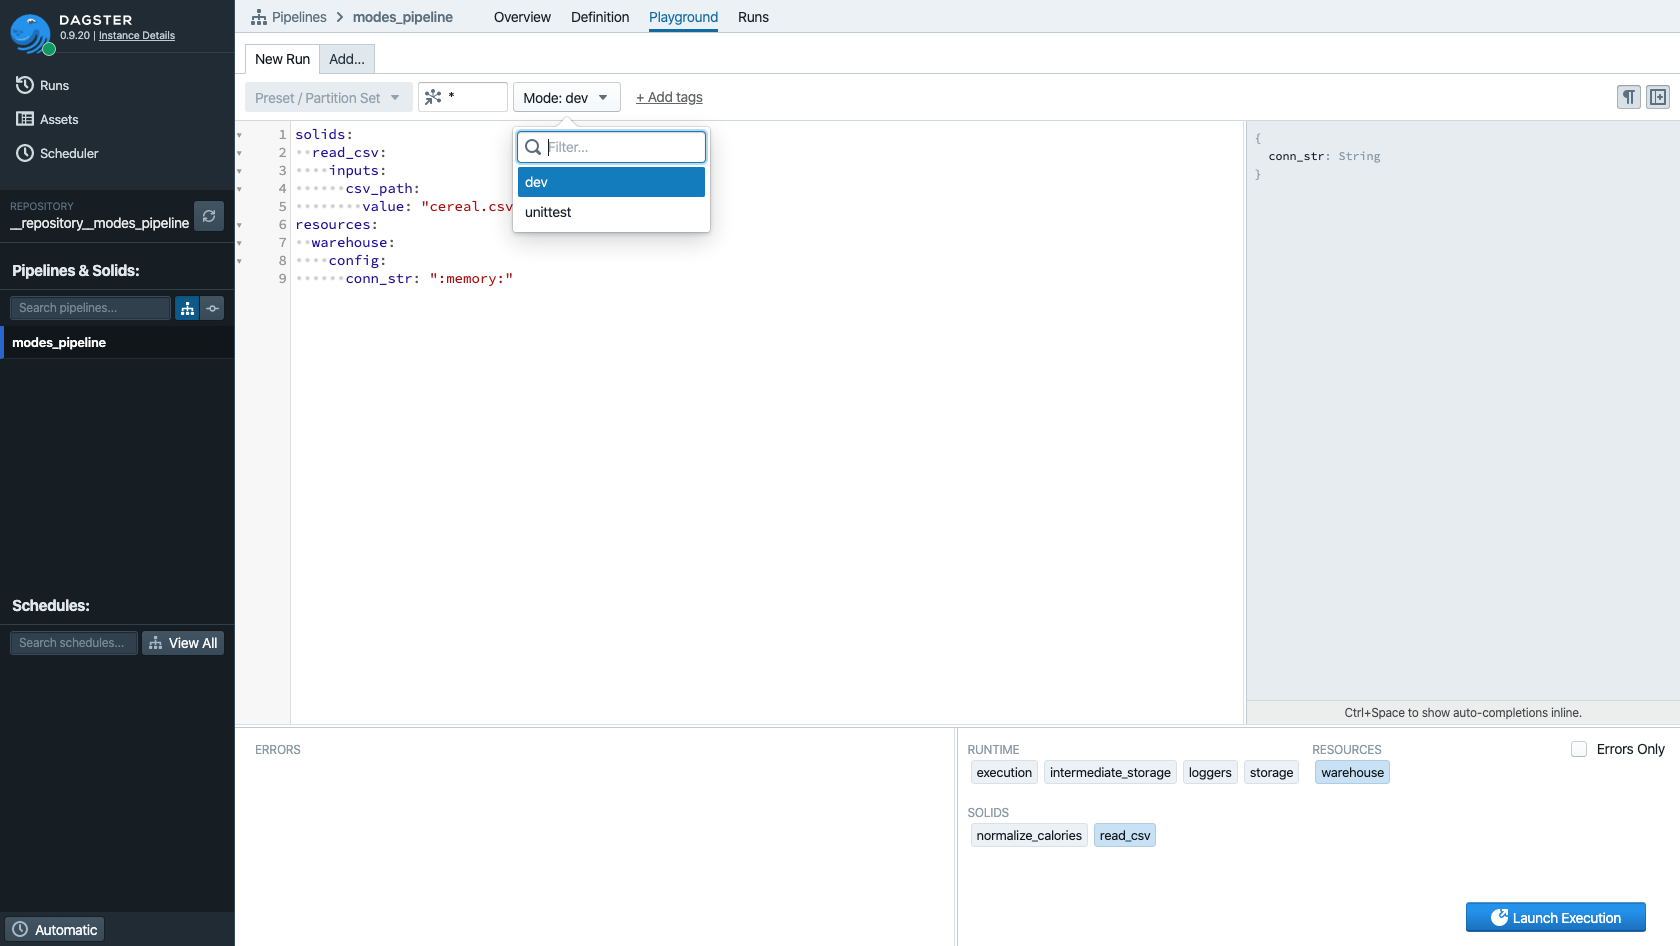 DAGSTER
0.9.20 | Instance Details
Runs
Assets
Scheduler
REPOSITORY
__repository__modes_pipeline
Pipelines & Solids:
Search pipelines...
modes_pipeline
Schedules:
Search schedules...
View All
Automatic
Pipelines > modes_pipeline
Overview Definition Playground Runs
New Run Add...
Preset / Partition Set * Mode: dev + Add tags
Filter...
dev
unittest
1 solids:
2 read_csv:
3 inputs:
4 csv_path:
5 value: "cereal.csv
6 resources:
7 warehouse:
8 config:
9 conn_str: ":memory:"
{
conn_str: String
}
Ctrl+Space to show auto-completions inline.
ERRORS
RUNTIME
execution intermediate_storage loggers storage
RESOURCES
warehouse
Errors Only
SOLIDS
normalize_calories read_csv
Launch Execution